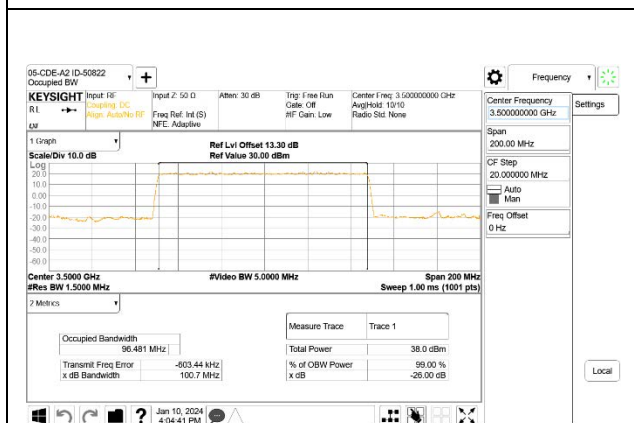 05-CDE-A2 ID-50822
Occupied BW
+
Frequency
KEYSIGHT
Input: RF
Coupling: DC
Align: Auto/No RF
Input Z: 50 Ω
Freq Ref: Int (S)
NFE: Adaptive
Atten: 30 dB
Trig: Free Run
Gate: Off
#IF Gain: Low
Center Freq: 3.500000000 GHz
Avg|Hold: 10/10
Radio Std: None
RL
Center Frequency
3.500000000 GHz
Settings
Span
200.00 MHz
CF Step
20.000000 MHz
Auto
Man
Freq Offset
0 Hz
Local
1 Graph
Scale/Div 10.0 dB
Ref Lvl Offset 13.30 dB
Ref Value 30.00 dBm
Log
20.0
10.0
0.00
-10.0
-20.0
-30.0
-40.0
-50.0
-60.0
Center 3.5000 GHz
#Video BW 5.0000 MHz
Span 200 MHz
#Res BW 1.5000 MHz
Sweep 1.00 ms (1001 pts)
2 Metrics
Measure Trace
Trace 1
Occupied Bandwidth
96.481 MHz
Total Power
38.0 dBm
Transmit Freq Error
-603.44 kHz
% of OBW Power
99.00 %
x dB Bandwidth
100.7 MHz
x dB
-26.00 dB
?
Jan 10, 2024
4:04:41 PM